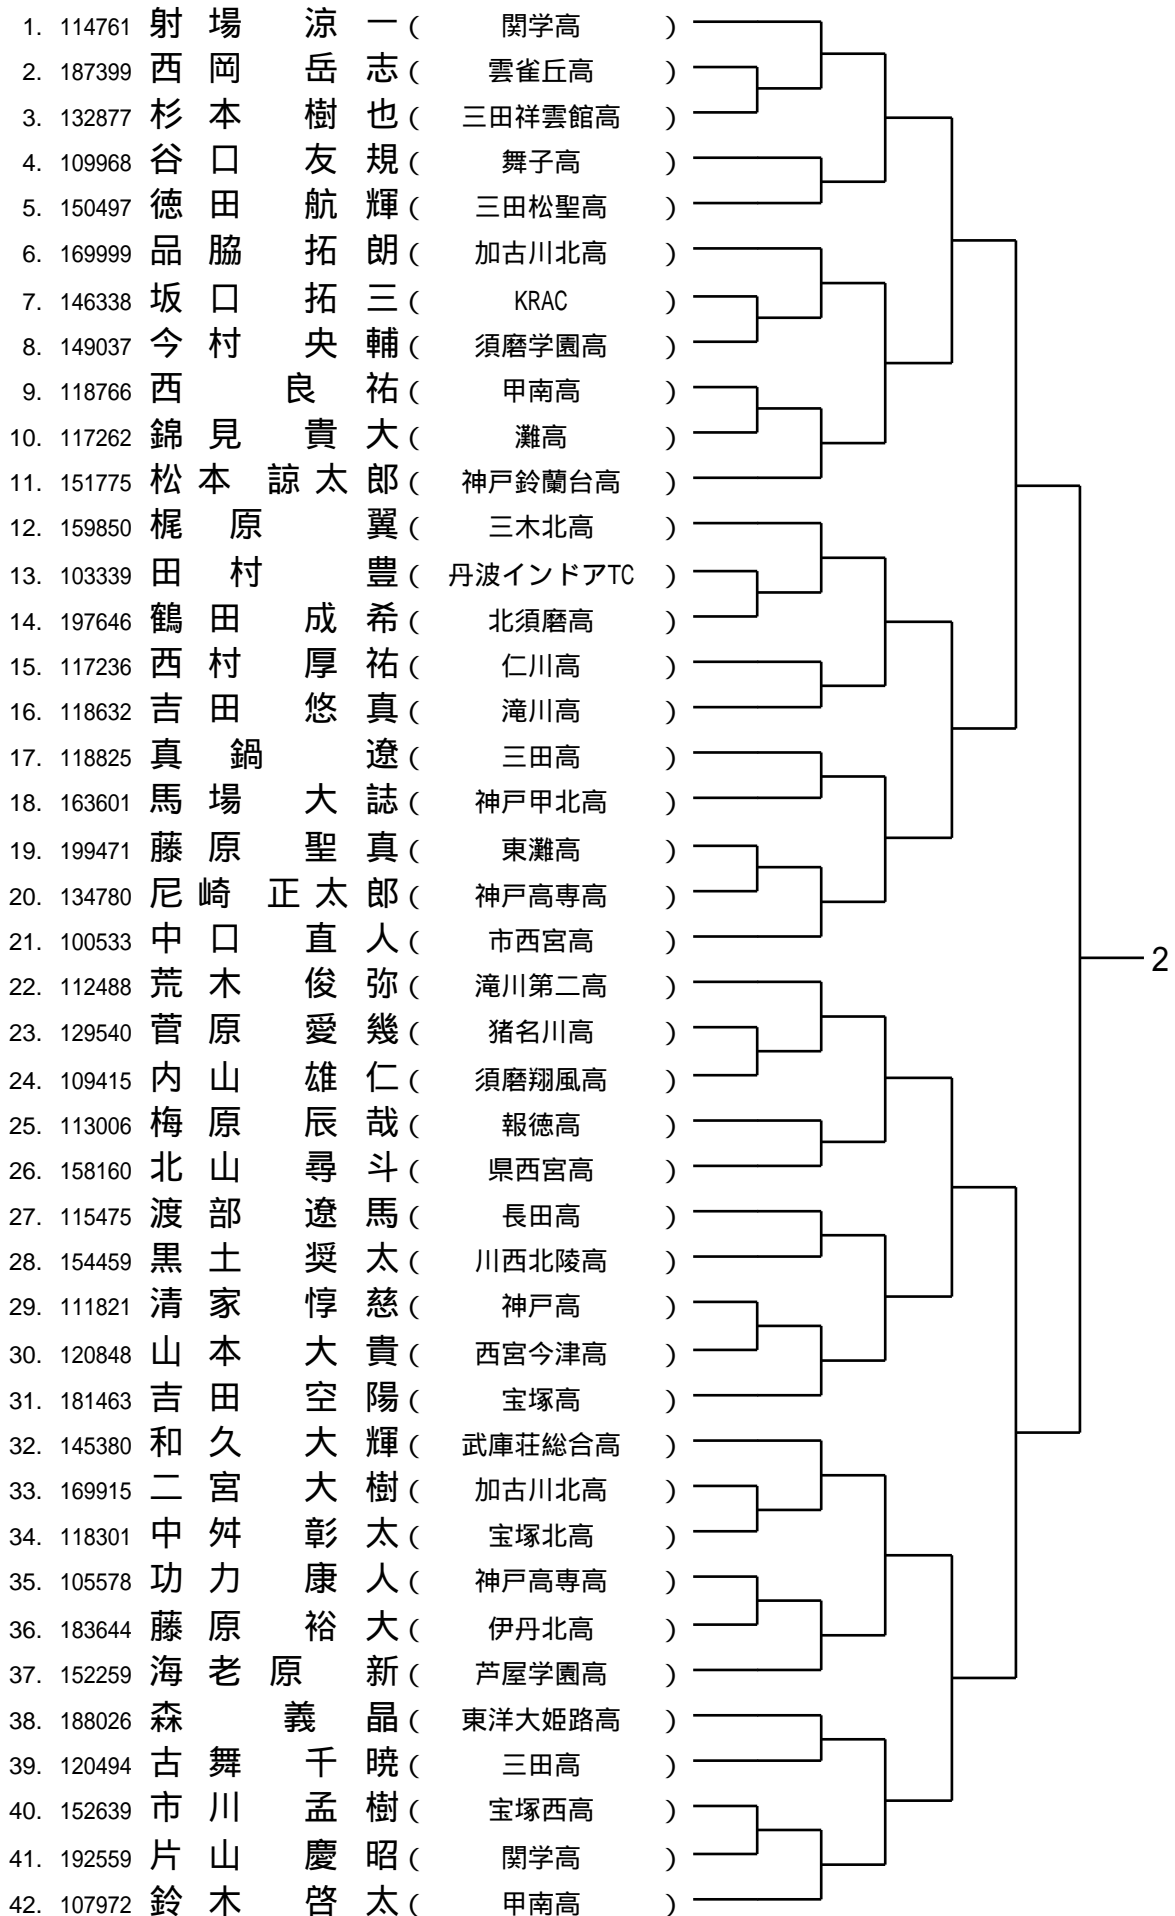 1. 114761 射場 涼一 ( 関学高 )
2. 187399 西岡 岳志 ( 雲雀丘高 )
3. 132877 杉本 樹也 ( 三田祥雲館高 )
4. 109968 谷口 友規 ( 舞子高 )
5. 150497 徳田 航輝 ( 三田松聖高 )
6. 169999 品脇 拓朗 ( 加古川北高 )
7. 146338 坂口 拓三 ( KRAC )
8. 149037 今村 央輔 ( 須磨学園高 )
9. 118766 西 良祐 ( 甲南高 )
10. 117262 錦見 貴大 ( 灘高 )
11. 151775 松本 諒太郎 ( 神戸鈴蘭台高 )
12. 159850 梶原 翼 ( 三木北高 )
13. 103339 田村 豊 ( 丹波インドアTC )
14. 197646 鶴田 成希 ( 北須磨高 )
15. 117236 西村 厚祐 ( 仁川高 )
16. 118632 吉田 悠真 ( 滝川高 )
17. 118825 真鍋 遼 ( 三田高 )
18. 163601 馬場 大誌 ( 神戸甲北高 )
19. 199471 藤原 聖真 ( 東灘高 )
20. 134780 尼崎 正太郎 ( 神戸高専高 )
21. 100533 中口 直人 ( 市西宮高 )
2
22. 112488 荒木 俊弥 ( 滝川第二高 )
23. 129540 菅原 愛幾 ( 猪名川高 )
24. 109415 内山 雄仁 ( 須磨翔風高 )
25. 113006 梅原 辰哉 ( 報徳高 )
26. 158160 北山 尋斗 ( 県西宮高 )
27. 115475 渡部 遼馬 ( 長田高 )
28. 154459 黒土 奨太 ( 川西北陵高 )
29. 111821 清家 惇慈 ( 神戸高 )
30. 120848 山本 大貴 ( 西宮今津高 )
31. 181463 吉田 空陽 ( 宝塚高 )
32. 145380 和久 大輝 ( 武庫荘総合高 )
33. 169915 二宮 大樹 ( 加古川北高 )
34. 118301 中舛 彰太 ( 宝塚北高 )
35. 105578 功力 康人 ( 神戸高専高 )
36. 183644 藤原 裕大 ( 伊丹北高 )
37. 152259 海老原 新 ( 芦屋学園高 )
38. 188026 森 義晶 ( 東洋大姫路高 )
39. 120494 古舞 千暁 ( 三田高 )
40. 152639 市川 孟樹 ( 宝塚西高 )
41. 192559 片山 慶昭 ( 関学高 )
42. 107972 鈴木 啓太 ( 甲南高 )